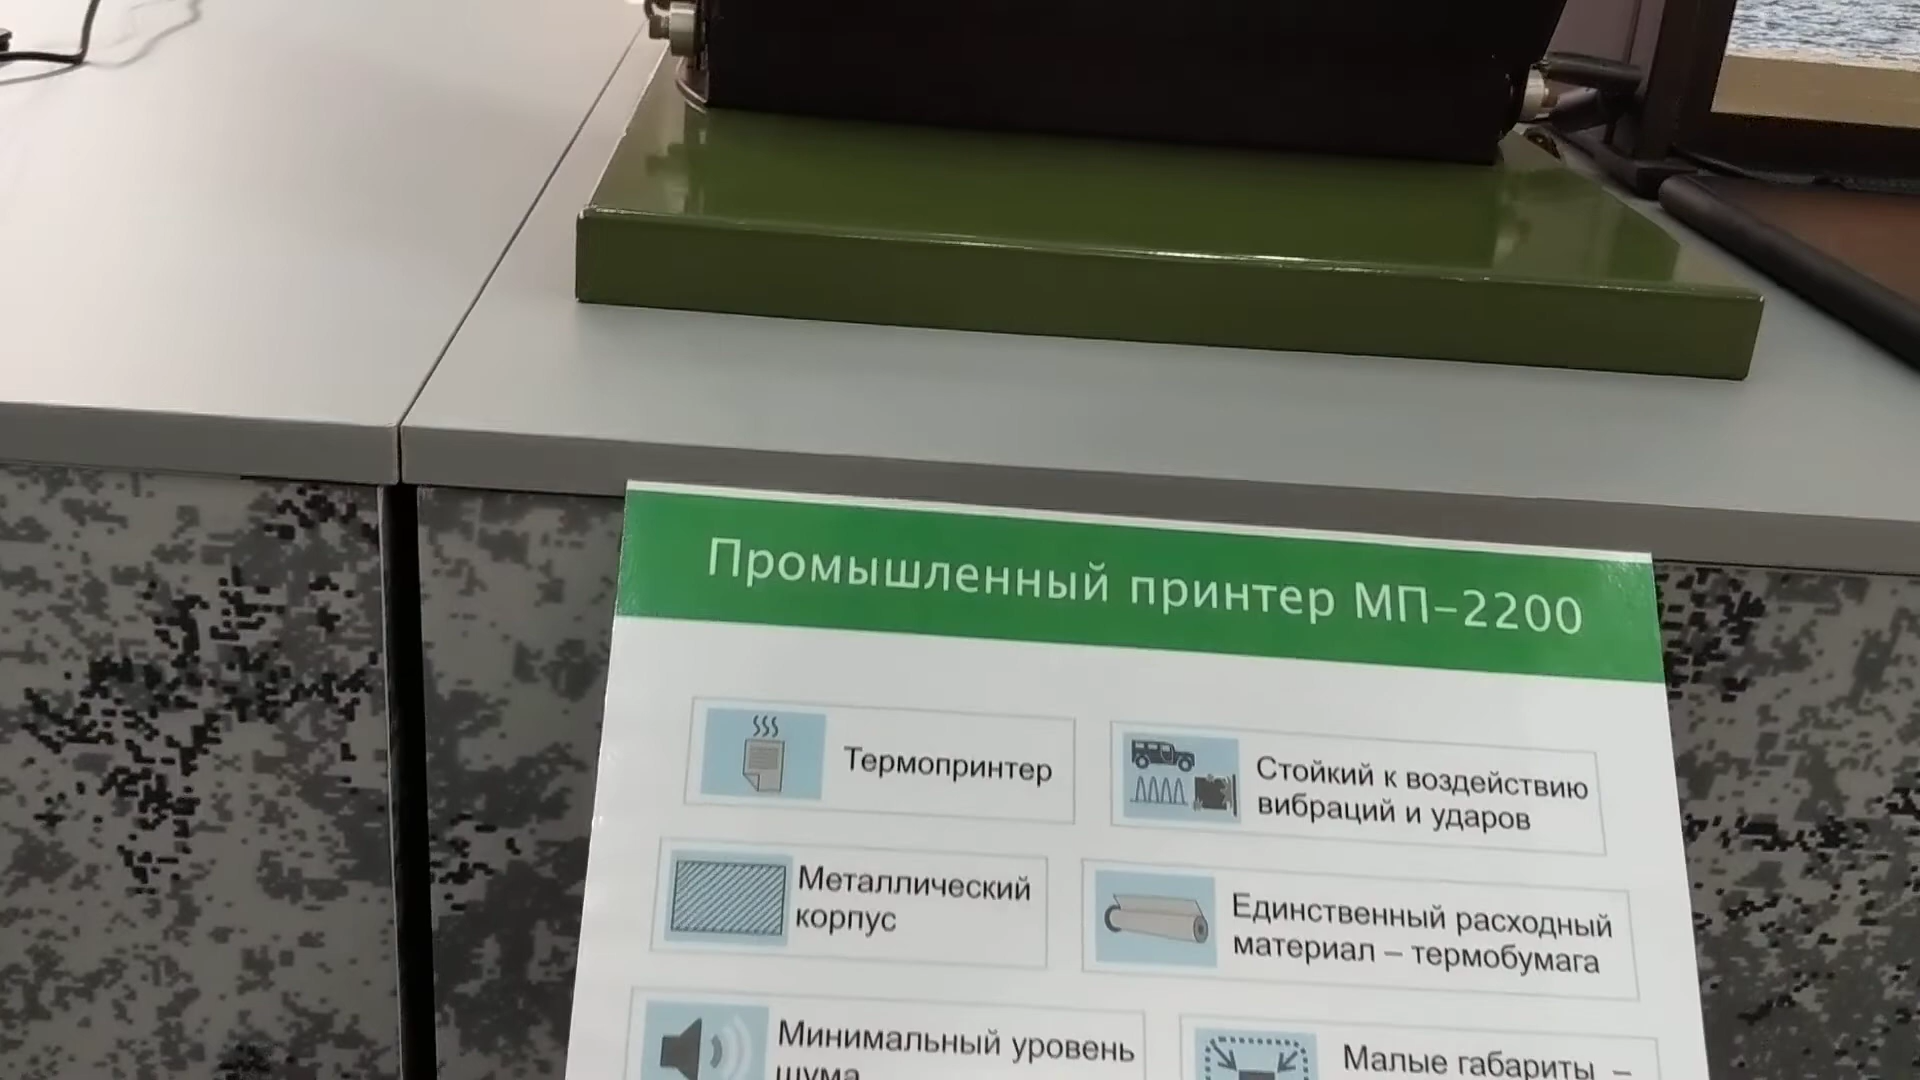 Промышленный принтер МП-2200
Термопринтер
Стойкий к воздействию
вибраций и ударов
Металлический
корпус
Единственный расходный
материал – термобумага
Минимальный уровень
шума
Малые габариты –